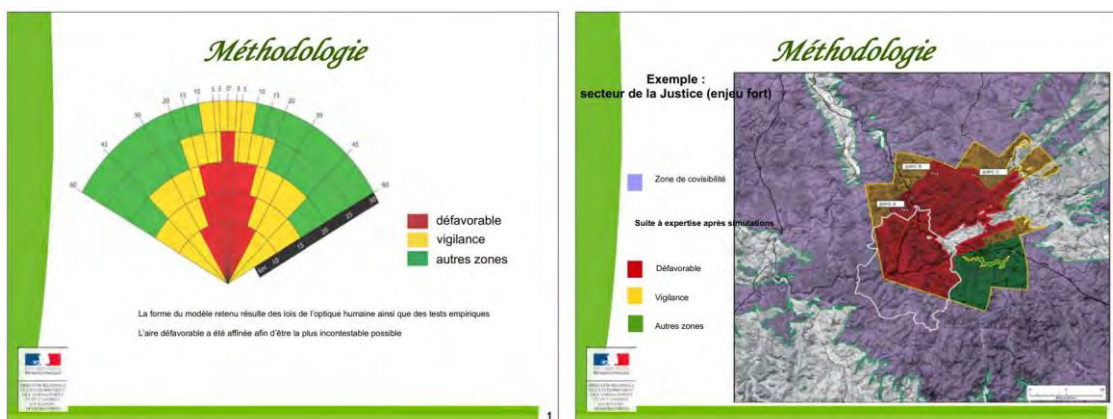 Méthodologie
60 45 30 20 15 10 5 3 0° 3 5 10 15 20 30 45 60
km 10 15 20 25 30
défavorable
vigilance
autres zones
La forme du modèle retenu résulte des lois de l'optique humaine ainsi que des tests empiriques
L'aire défavorable a été affinée afin d'être la plus incontestable possible
1
Méthodologie
Exemple :
secteur de la Justice (enjeu fort)
Zone de covisibilité
Suite à expertise après simulations
Défavorable
Vigilance
Autres zones